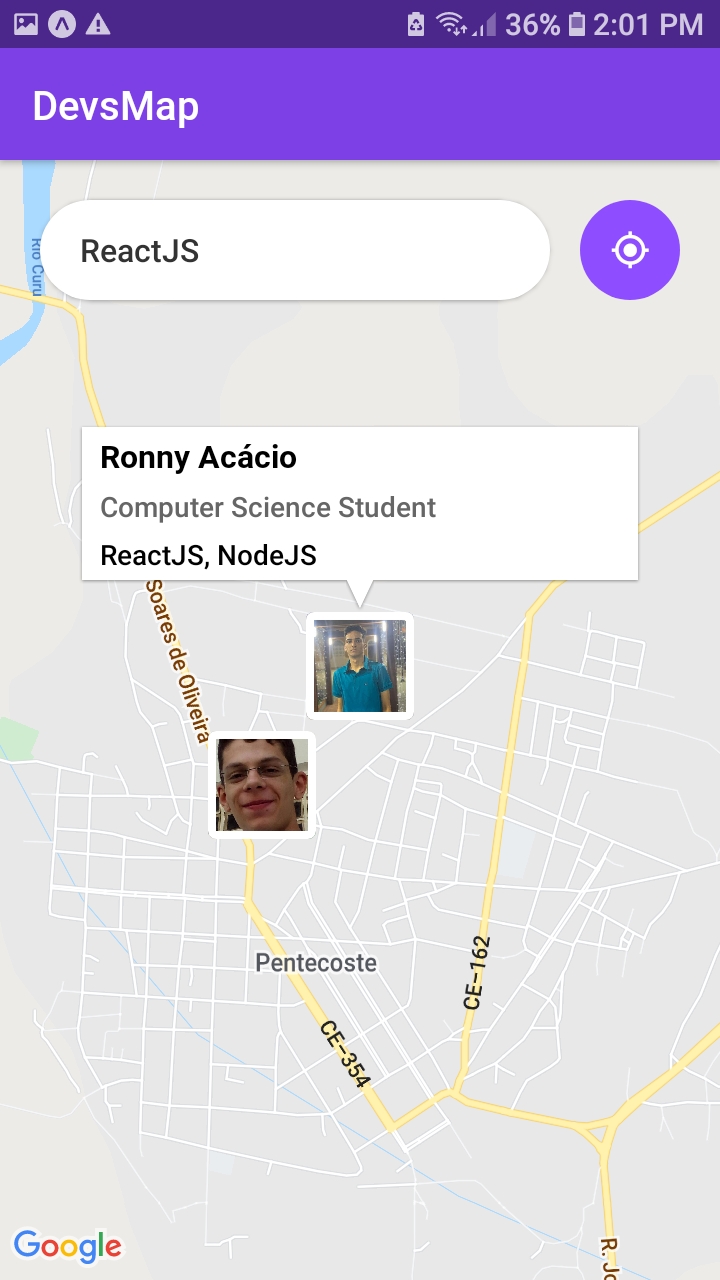 36% 2:01 PM
DevsMap
Rio Curu
ReactJS
Ronny Acácio
Computer Science Student
ReactJS, NodeJS
Soares de Oliveira
Pentecoste
CE-162
CE-354
Google
R. Jo